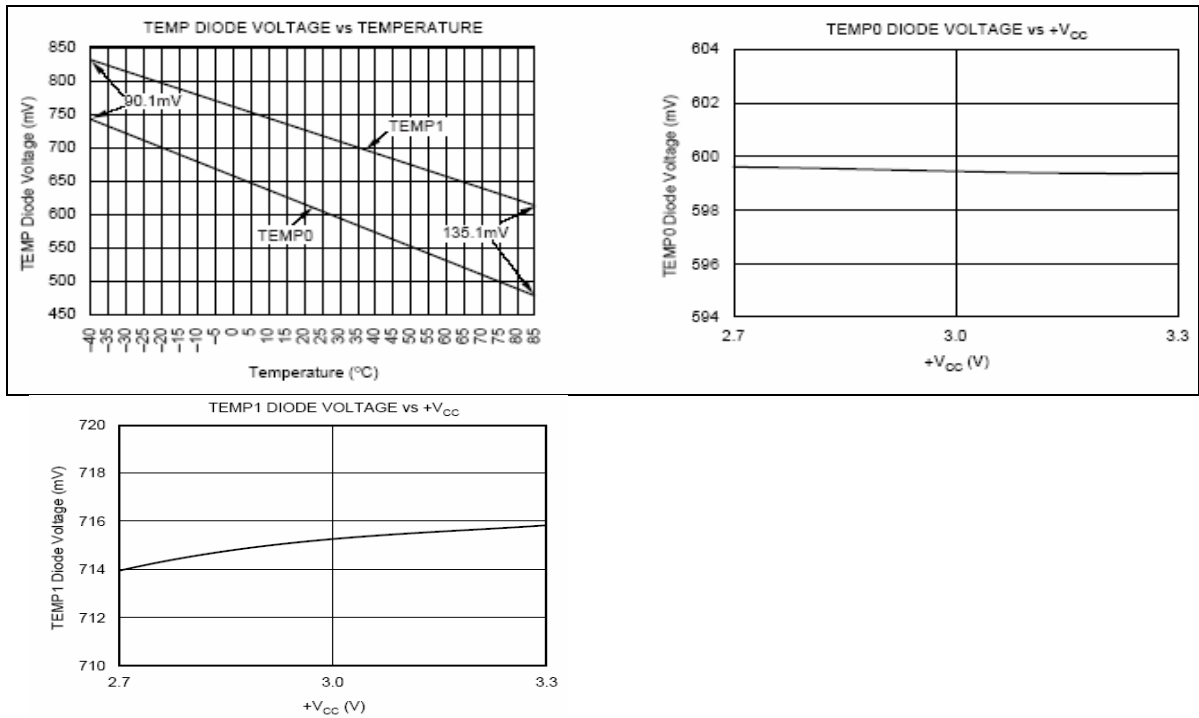 TEMP DIODE VOLTAGE vs TEMPERATURE
TEMP Diode Voltage (mV)
850
800
750
700
650
600
550
500
450
90.1mV
TEMP1
TEMP0
135.1mV
–40 –35 –30 –25 –20 –15 –10 –5 0 5 10 15 20 25 30 35 40 45 50 55 60 65 70 75 80 85
Temperature (°C)
TEMP0 DIODE VOLTAGE vs +VCC
TEMP0 Diode Voltage (mV)
604
602
600
598
596
594
2.7 3.0 3.3
+VCC (V)
TEMP1 DIODE VOLTAGE vs +VCC
TEMP1 Diode Voltage (mV)
720
718
716
714
712
710
2.7 3.0 3.3
+VCC (V)